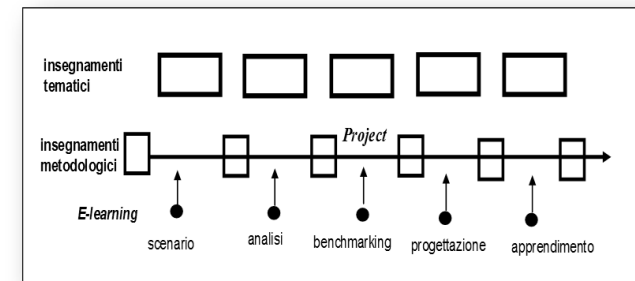 insegnamenti
tematici
insegnamenti
metodologici
Project
E-learning
scenario
analisi
benchmarking
progettazione
apprendimento